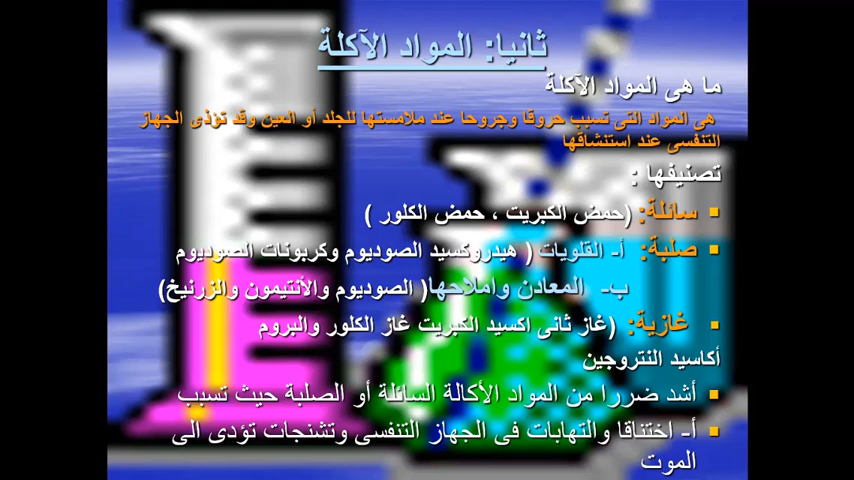 ثانيا: المواد الآكلة
ما هى المواد الآكلة
هى المواد التى تسبب حروقا وجروحا عند ملامستها للجلد أو العين وقد تؤذى الجهاز
التنفسى عند استنشاقها
تصنيفها :
سائلة: (حمض الكبريت ، حمض الكلور )
صلبة: أ- القلويات ( هيدروكسيد الصوديوم وكربونات الصوديوم
ب- المعادن واملاحها( الصوديوم والأنتيمون والزرنيخ)
غازية: (غاز ثانى اكسيد الكبريت غاز الكلور والبروم
أكاسيد النتروجين
أشد ضررا من المواد الأكالة السائلة أو الصلبة حيث تسبب
أ- اختناقا والتهابات فى الجهاز التنفسى وتشنجات تؤدى الى
الموت